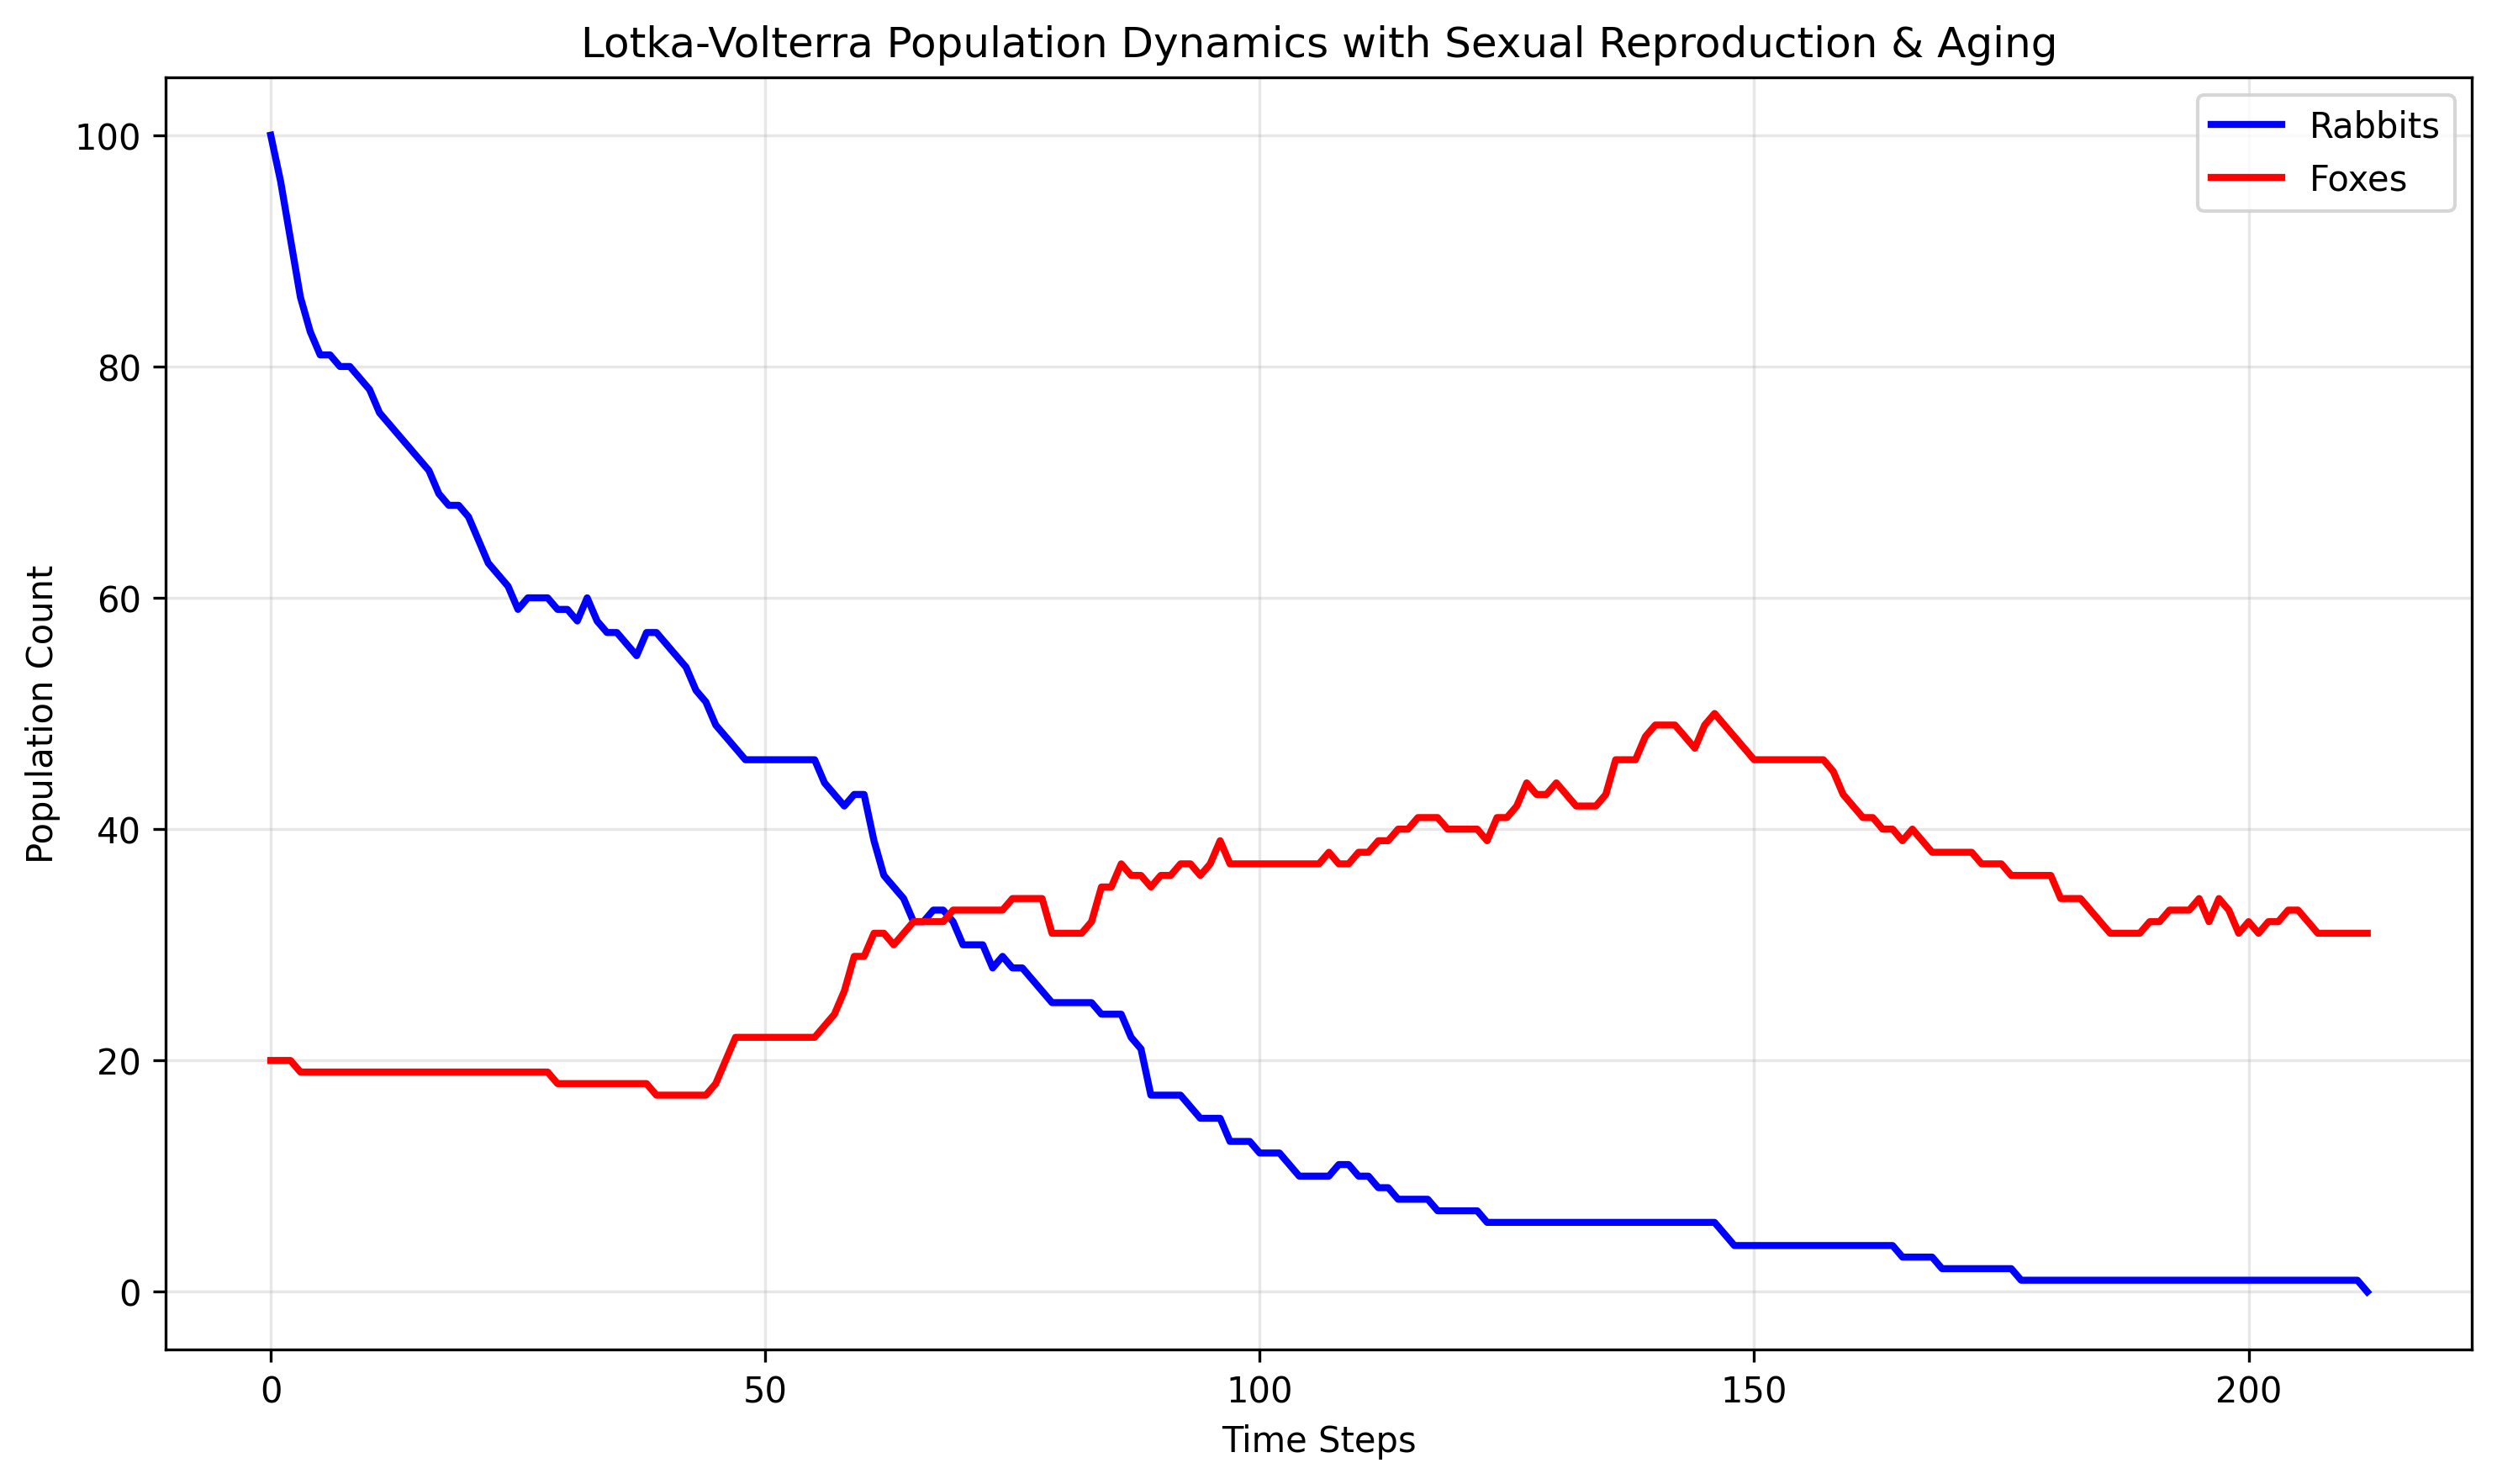 Lotka-Volterra Population Dynamics with Sexual Reproduction & Aging
Rabbits
Foxes
Population Count
100
80
60
40
20
0
0
50
100
150
200
Time Steps